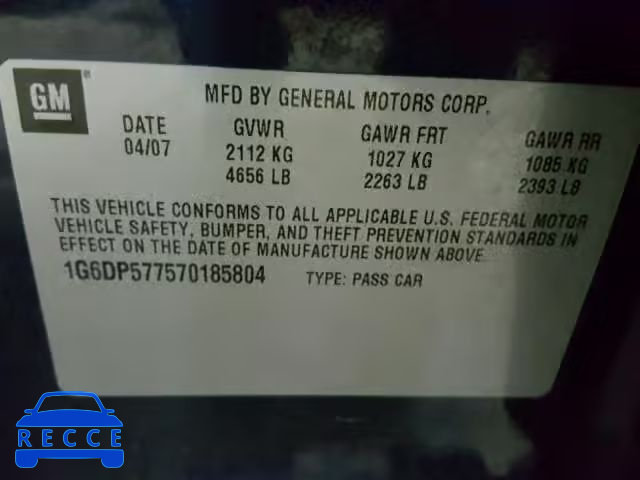 GM ®
MFD BY GENERAL MOTORS CORP.
DATE GVWR GAWR FRT GAWR RR
04/07 2112 KG 1027 KG 1085 KG
4656 LB 2263 LB 2393 LB
THIS VEHICLE CONFORMS TO ALL APPLICABLE U.S. FEDERAL MOTOR
VEHICLE SAFETY, BUMPER, AND THEFT PREVENTION STANDARDS IN
EFFECT ON THE DATE OF MANUFACTURE SHOWN ABOVE.
1G6DP577570185804 TYPE: PASS CAR
RECCE